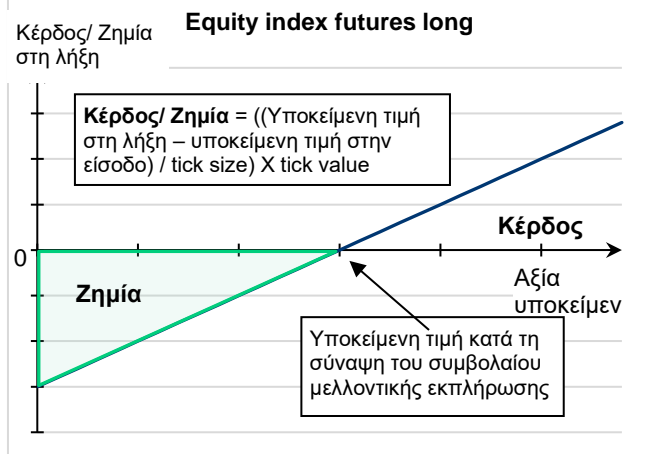 Equity index futures long
Κέρδος/ Ζημία
στη λήξη
Κέρδος/ Ζημία = ((Υποκείμενη τιμή
στη λήξη – υποκείμενη τιμή στην
είσοδο) / tick size) X tick value
Κέρδος
0
Ζημία
Αξία
υποκείμεν
Υποκείμενη τιμή κατά τη
σύναψη του συμβολαίου
μελλοντικής εκπλήρωσης